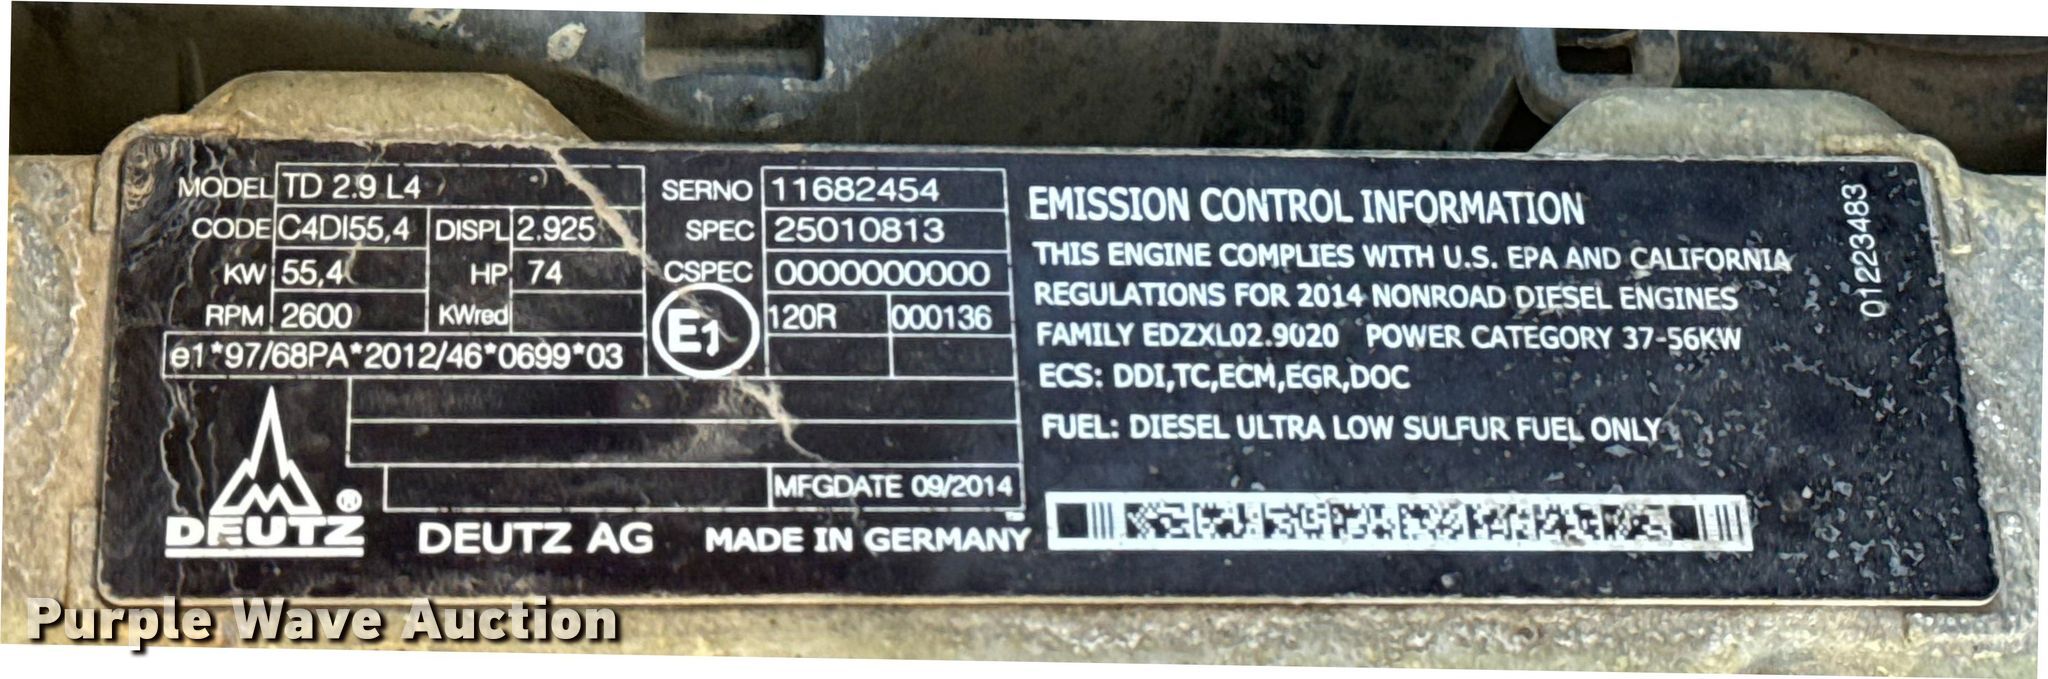 MODEL TD 2.9 L4
CODE C4DI55,4 DISPL 2.925
KW 55,4 HP 74
RPM 2600 KWred
e1*97/68PA*2012/46*0699*03
SERNO 11682454
SPEC 25010813
CSPEC 0000000000
E1 120R 000136
MFGDATE 09/2014
DEUTZ ®
DEUTZ AG MADE IN GERMANY
EMISSION CONTROL INFORMATION
THIS ENGINE COMPLIES WITH U.S. EPA AND CALIFORNIA
REGULATIONS FOR 2014 NONROAD DIESEL ENGINES
FAMILY EDZXL02.9020 POWER CATEGORY 37-56KW
ECS: DDI,TC,ECM,EGR,DOC
FUEL: DIESEL ULTRA LOW SULFUR FUEL ONLY
01223483
Purple Wave Auction